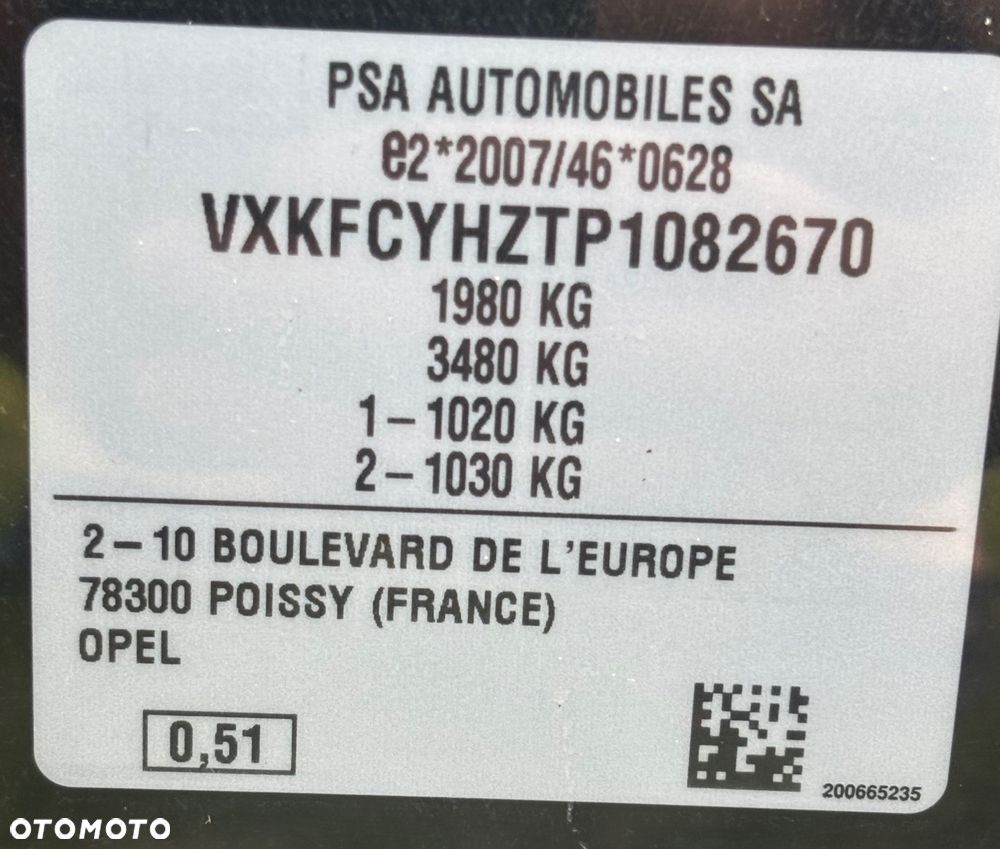 PSA AUTOMOBILES SA
e2*2007/46*0628
VXKFCYHZTP1082670
1980 KG
3480 KG
1-1020 KG
2-1030 KG
2-10 BOULEVARD DE L'EUROPE
78300 POISSY (FRANCE)
OPEL
0,51
200665235
OTOMOTO